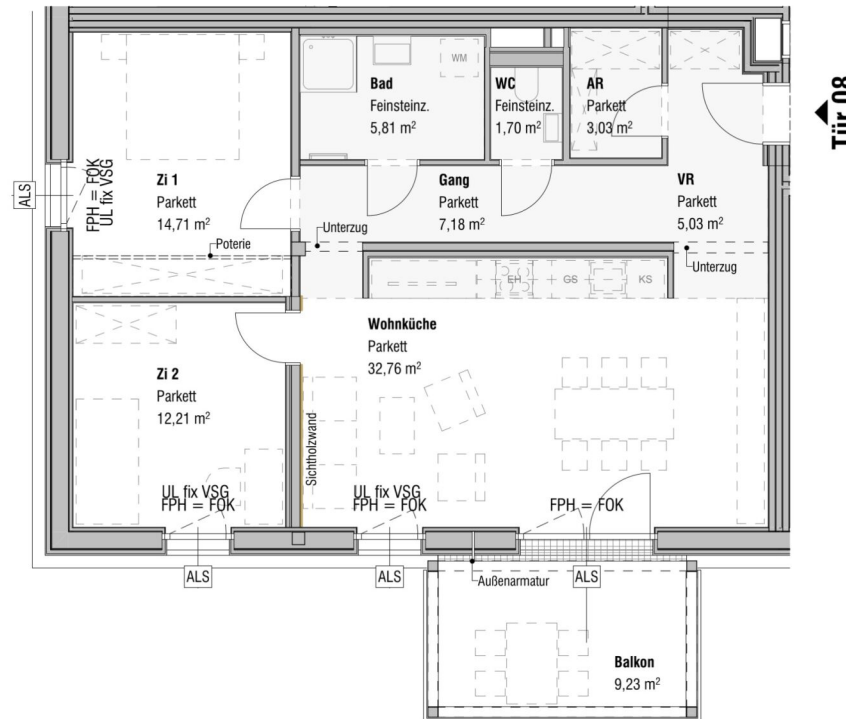 Bad
Feinsteinz.
5,81 m²
WM
WC
Feinsteinz.
1,70 m²
AR
Parkett
3,03 m²
Tür 08
ALS
FPH = FOK
UL fix VSG
Zi 1
Parkett
14,71 m²
Gang
Parkett
7,18 m²
VR
Parkett
5,03 m²
Poterie
Unterzug
Unterzug
EH
GS
KS
Wohnküche
Parkett
32,76 m²
Zi 2
Parkett
12,21 m²
Sichtholzwand
UL fix VSG
FPH = FOK
UL fix VSG
FPH = FOK
FPH = FOK
ALS
ALS
Außenarmatur
ALS
Balkon
9,23 m²